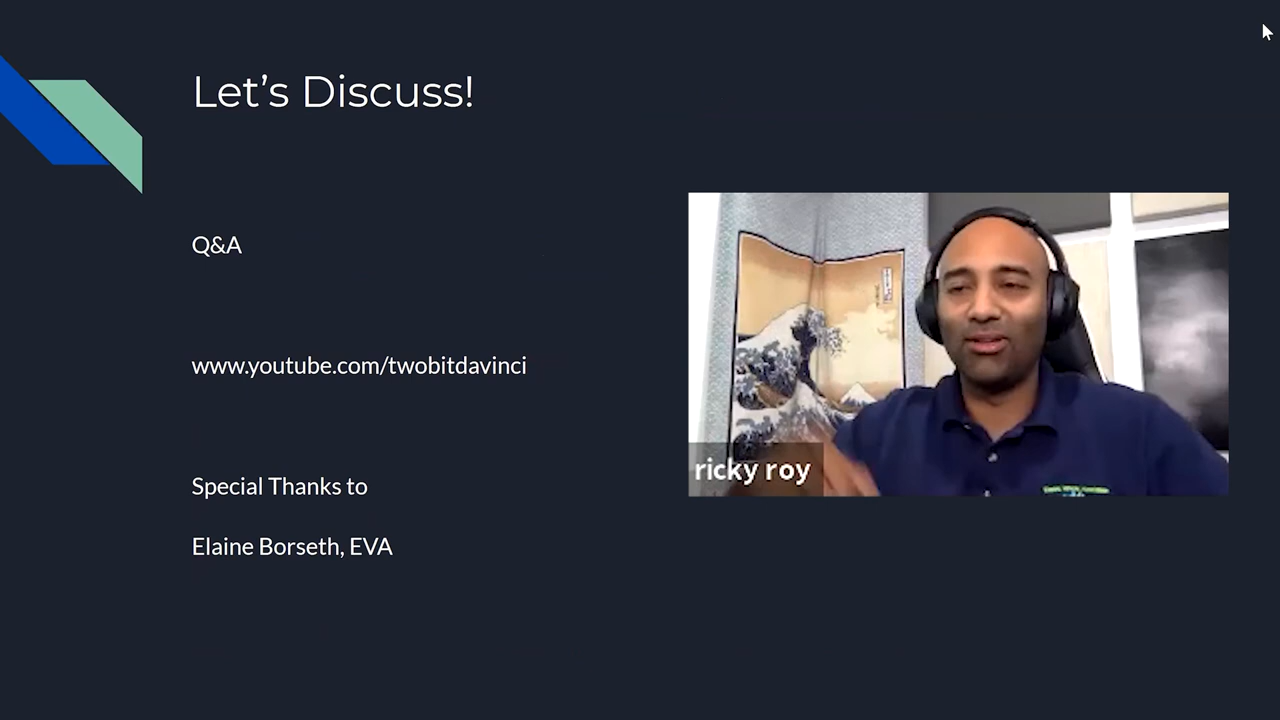 Let’s Discuss!
Q&A
www.youtube.com/twobitdavinci
ricky roy
Special Thanks to
Elaine Borseth, EVA